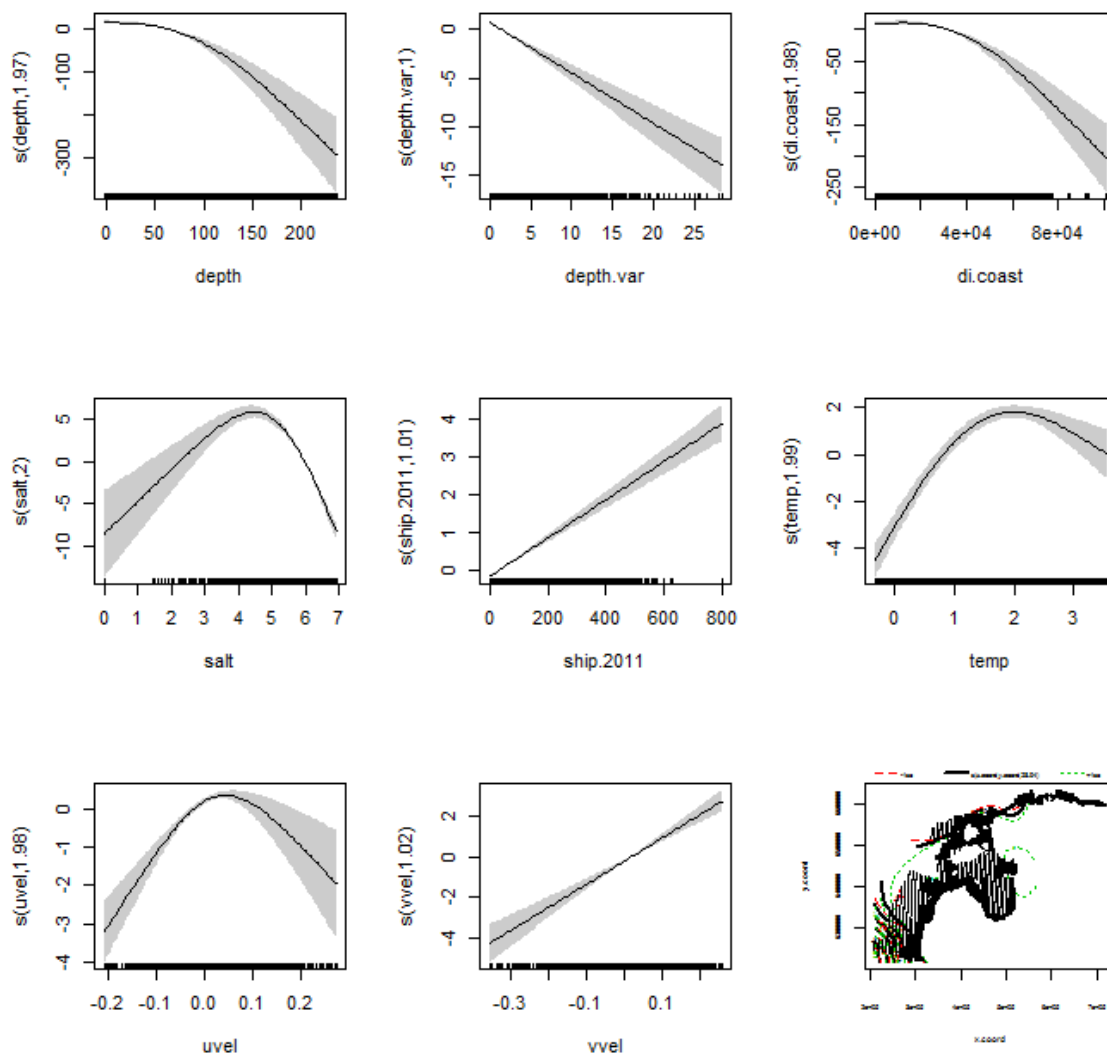 s(depth,1.97)
0
-100
-300
0 50 100 150 200
depth
s(depth.var,1)
0
-5
-10
-15
0 5 10 15 20 25
depth.var
s(di.coast,1.98)
-50
-150
-250
0e+00 4e+04 8e+04
di.coast
s(salt,2)
5
0
-5
-10
0 1 2 3 4 5 6 7
salt
s(ship.2011,1.01)
4
3
2
1
0
0 200 400 600 800
ship.2011
s(temp,1.99)
2
0
-2
-4
0 1 2 3
temp
s(uvel,1.98)
0
-1
-2
-3
-4
-0.2 -0.1 0.0 0.1 0.2
uvel
s(vvel,1.02)
2
0
-2
-4
-0.3 -0.1 0.1
vvel
y.coord
x.coord